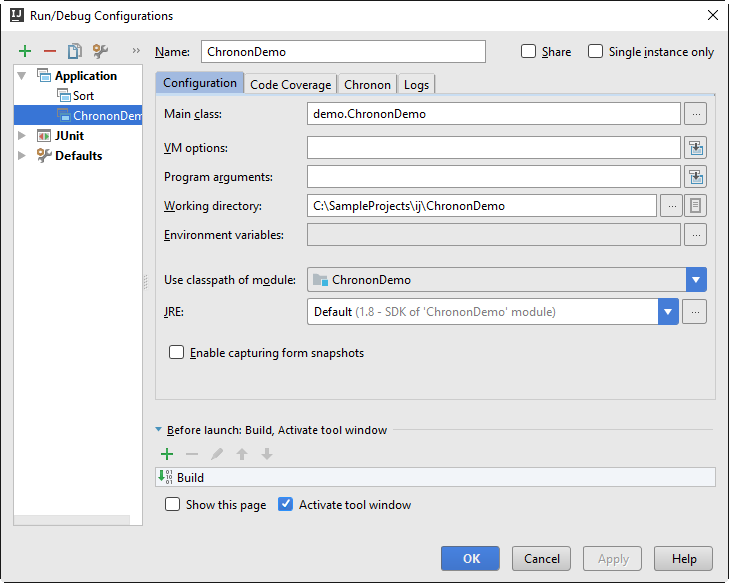 Run/Debug Configurations
Name: ChrononDemo Share Single instance only
Application
Sort
ChrononDem
JUnit
Defaults
Configuration Code Coverage Chronon Logs
Main class: demo.ChrononDemo ...
VM options:
Program arguments:
Working directory: C:\SampleProjects\ij\ChrononDemo ...
Environment variables: ...
Use classpath of module: ChrononDemo
JRE: Default (1.8 - SDK of 'ChrononDemo' module) ...
Enable capturing form snapshots
Before launch: Build, Activate tool window
Build
Show this page Activate tool window
OK Cancel Apply Help